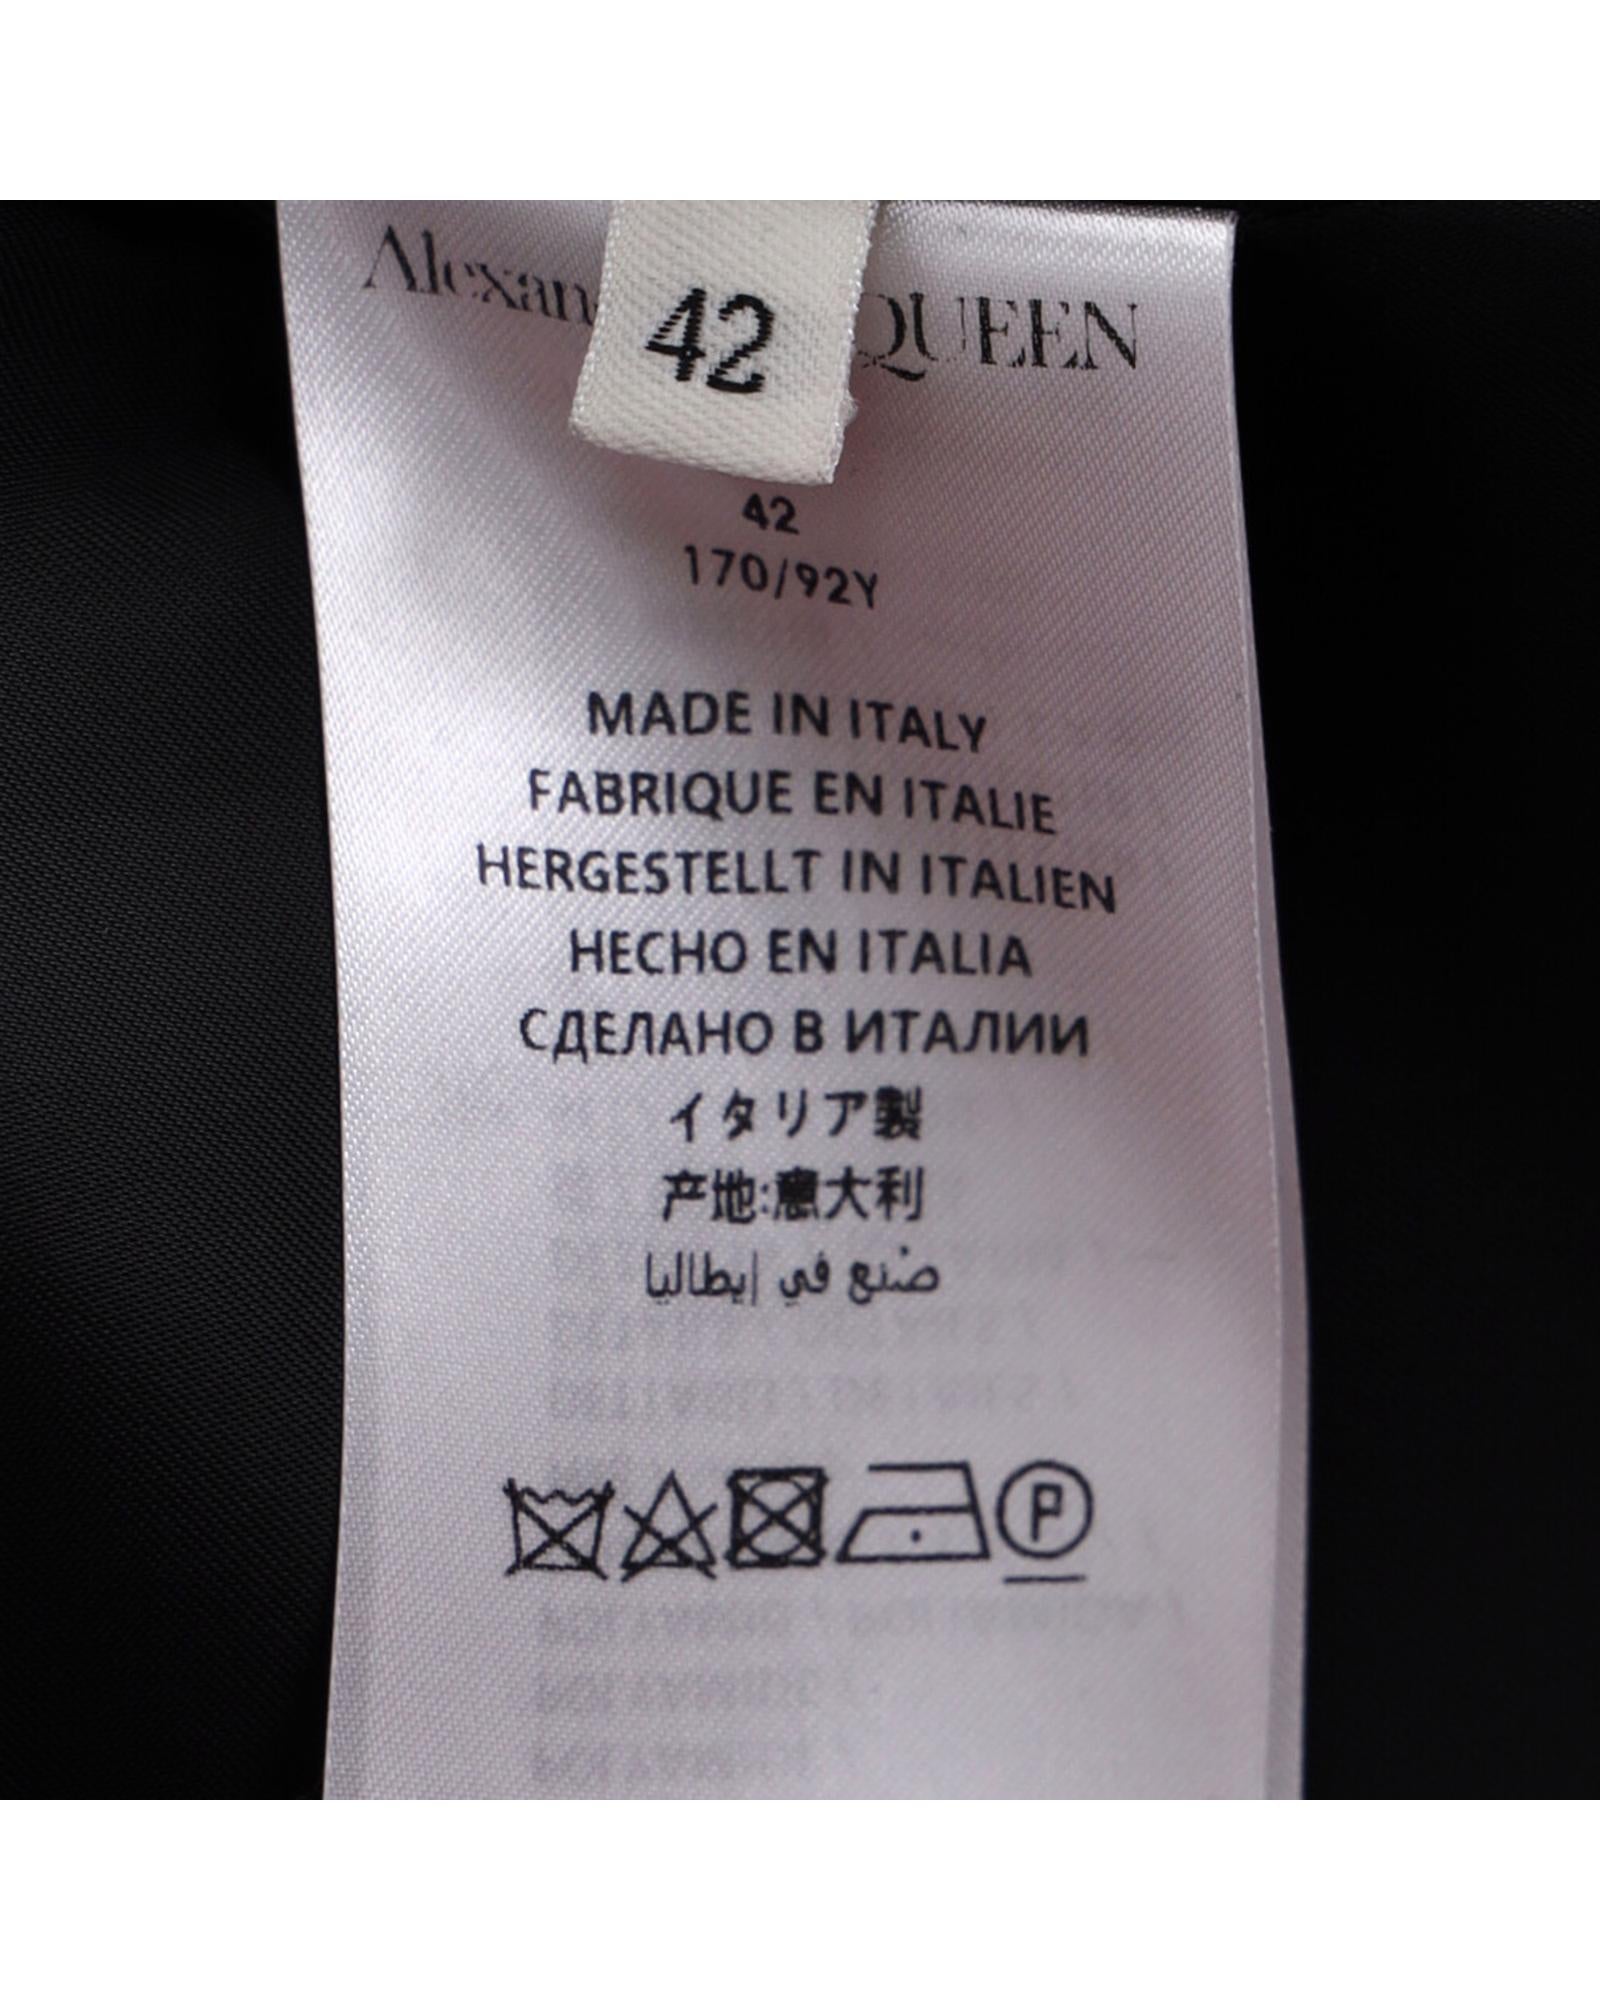 Alexan QUEEN
42
42
170/92Y
MADE IN ITALY
FABRIQUE EN ITALIE
HERGESTELLT IN ITALIEN
HECHO EN ITALIA
СДЕЛАНО В ИТАЛИИ
イタリア製
产地:意大利
صنع في إيطاليا
P